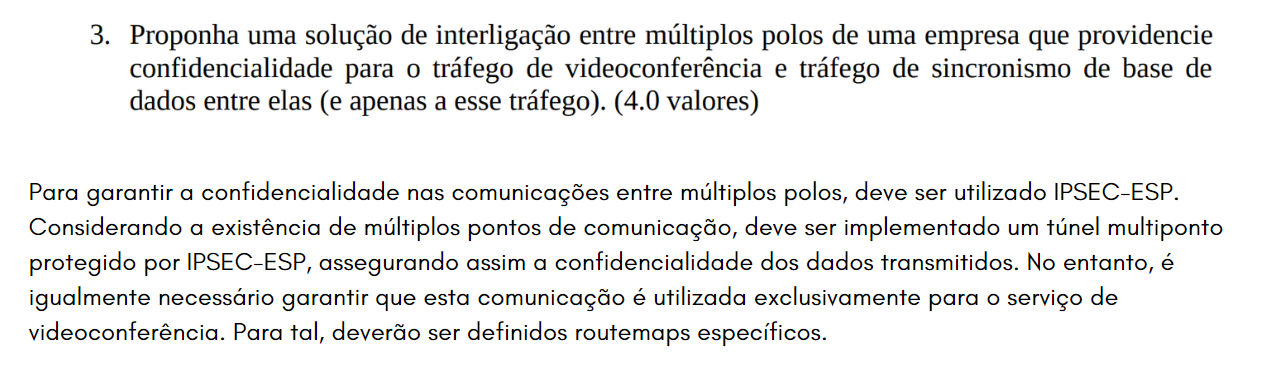 3. Proponha uma solução de interligação entre múltiplos polos de uma empresa que providencie
confidencialidade para o tráfego de videoconferência e tráfego de sincronismo de base de
dados entre elas (e apenas a esse tráfego). (4.0 valores)
Para garantir a confidencialidade nas comunicações entre múltiplos polos, deve ser utilizado IPSEC-ESP.
Considerando a existência de múltiplos pontos de comunicação, deve ser implementado um túnel multiponto
protegido por IPSEC-ESP, assegurando assim a confidencialidade dos dados transmitidos. No entanto, é
igualmente necessário garantir que esta comunicação é utilizada exclusivamente para o serviço de
videoconferência. Para tal, deverão ser definidos routemaps específicos.